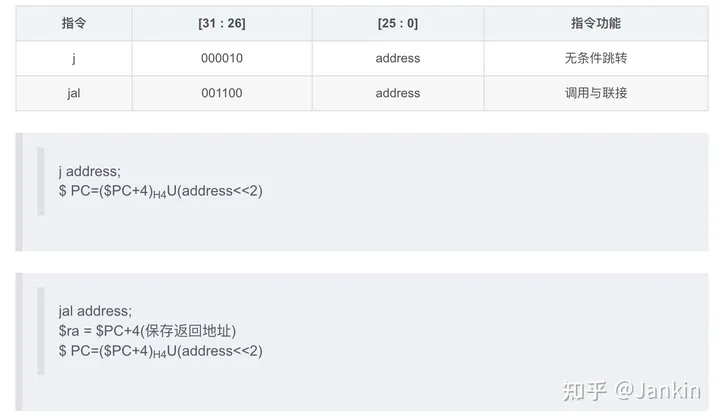 指令 [31 : 26] [25 : 0] 指令功能
j 000010 address 无条件跳转
jal 001100 address 调用与联接
j address;
$ PC=($PC+4)H4U(address<<2)
jal address;
$ra = $PC+4(保存返回地址)
$ PC=($PC+4)H4U(address<<2)
知乎 @Jankin